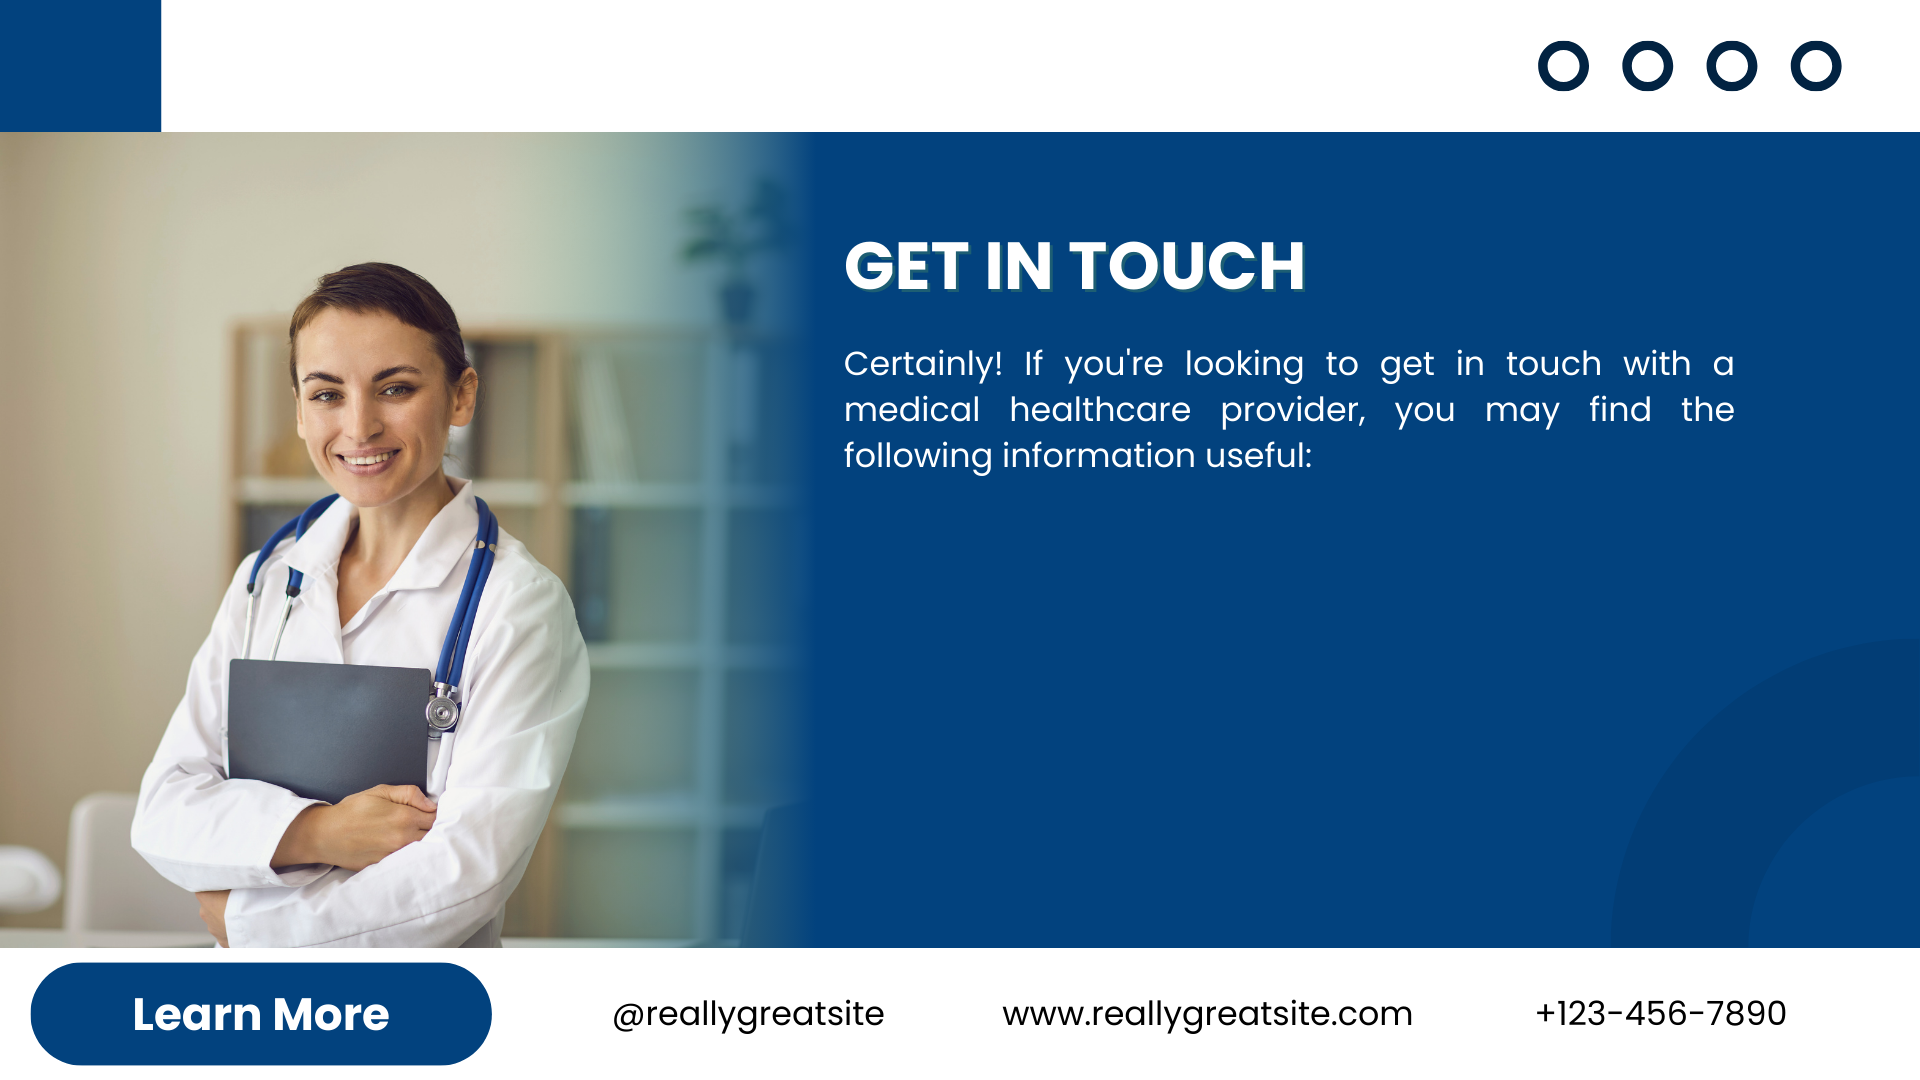 GET IN TOUCH
Certainly! If you're looking to get in touch with a
medical healthcare provider, you may find the
following information useful:
Learn More
@reallygreatsite
www.reallygreatsite.com
+123-456-7890